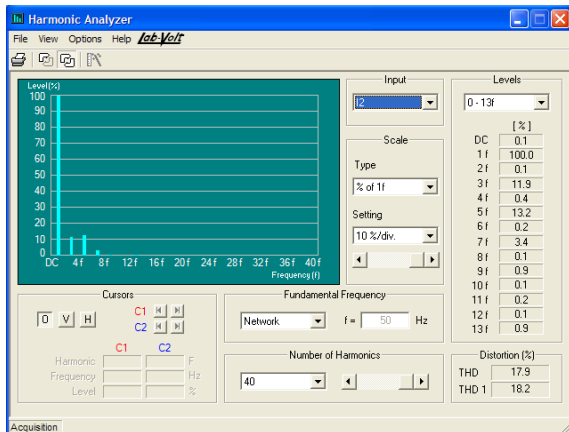 Harmonic Analyzer
File View Options Help Lab-Volt
Level(%)
100
90
80
70
60
50
40
30
20
10
0
DC 4f 8f 12f 16f 20f 24f 28f 32f 36f 40f
Frequency(f)
Input
I2
Scale
Type
% of 1f
Setting
10 %/div.
Levels
0 - 13f
[%]
DC 0.1
1f 100.0
2f 0.1
3f 11.9
4f 0.4
5f 13.2
6f 0.2
7f 3.4
8f 0.1
9f 0.9
10f 0.1
11f 0.2
12f 0.1
13f 0.9
Cursors
O V H
C1
C2
C1 C2
Harmonic F
Frequency Hz
Level %
Fundamental Frequency
Network f = 50 Hz
Number of Harmonics
40
Distortion (%)
THD 17.9
THD 1 18.2
Acquisition